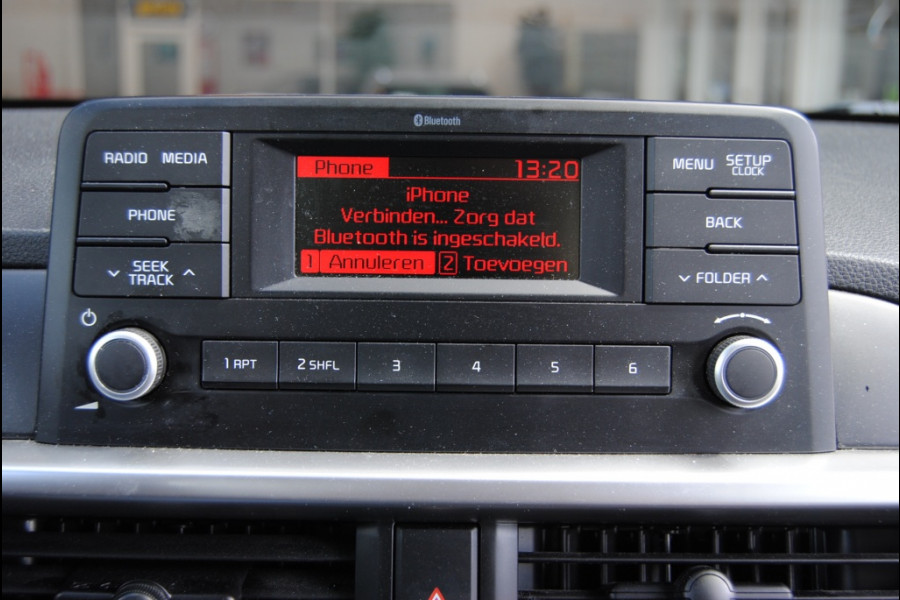 Bluetooth
RADIO MEDIA
PHONE
SEEK
TRACK
Phone 13:20
iPhone
Verbinden... Zorg dat
Bluetooth is ingeschakeld.
1 Annuleren 2 Toevoegen
MENU SETUP
CLOCK
BACK
FOLDER
1 RPT 2 SHFL 3 4 5 6